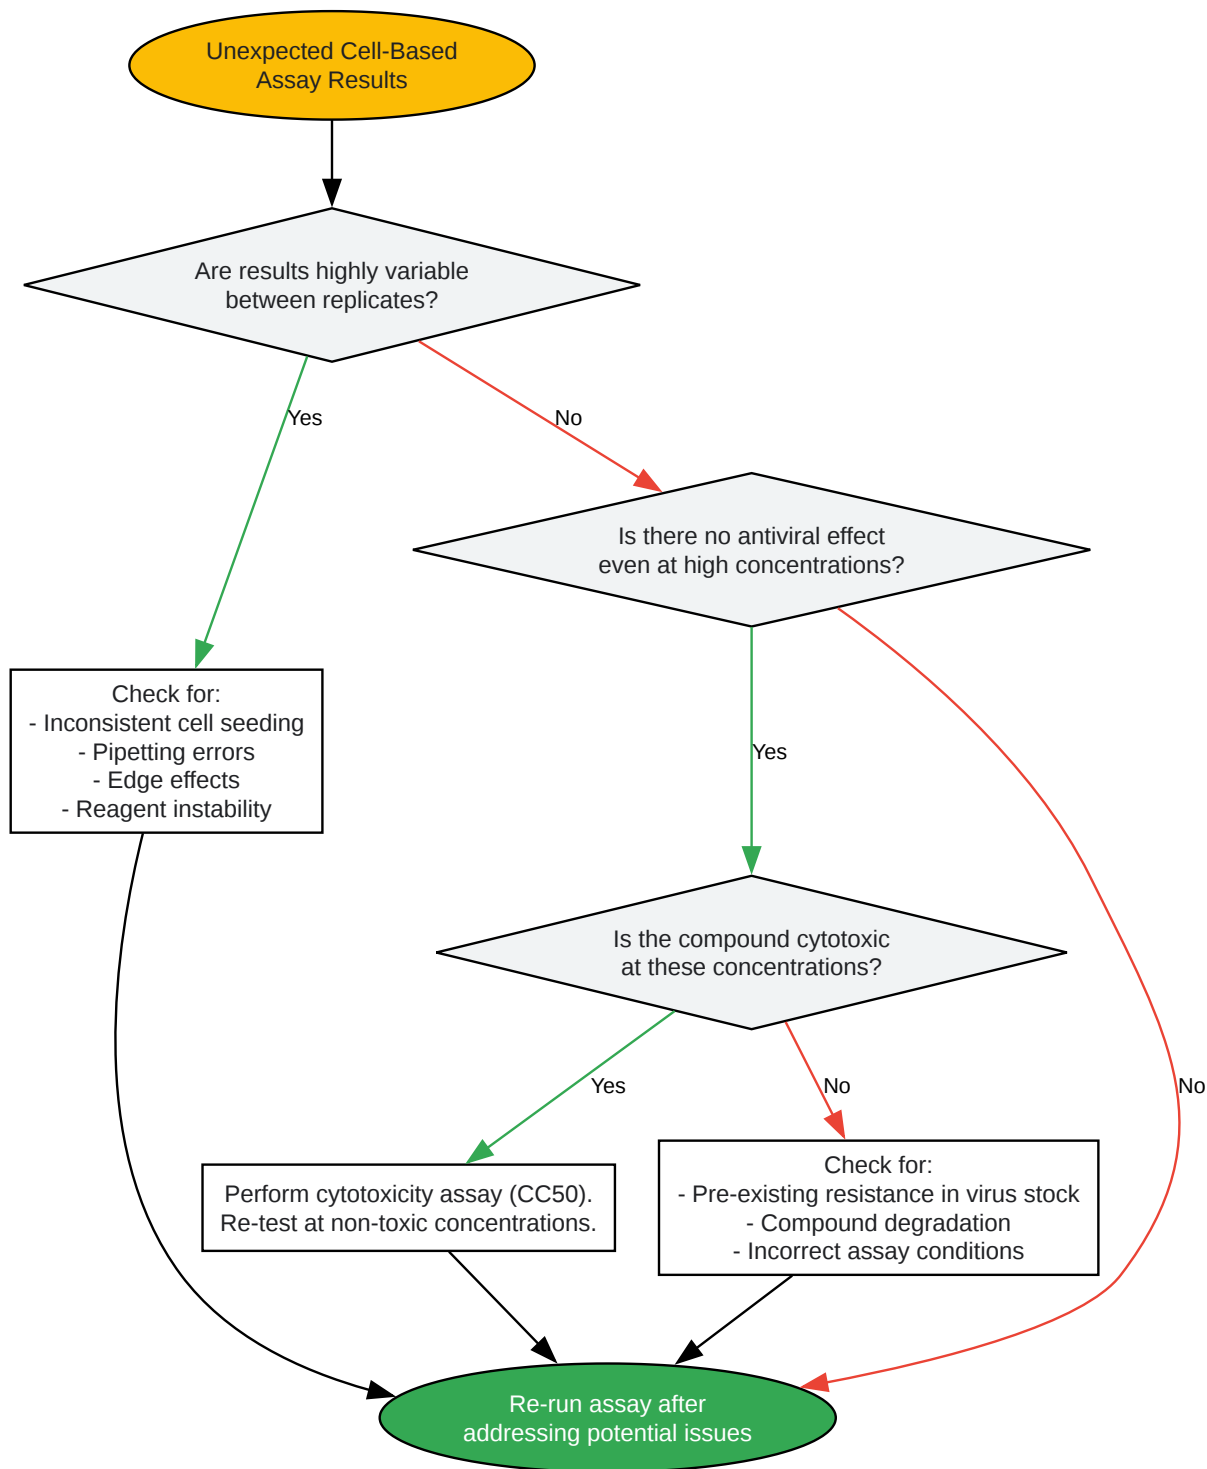 Unexpected Cell-Based
Assay Results
Are results highly variable
between replicates?
Yes
No
Is there no antiviral effect
even at high concentrations?
Check for:
- Inconsistent cell seeding
- Pipetting errors
- Edge effects
- Reagent instability
Yes
Is the compound cytotoxic
at these concentrations?
Yes
No
No
Perform cytotoxicity assay (CC50).
Re-test at non-toxic concentrations.
Check for:
- Pre-existing resistance in virus stock
- Compound degradation
- Incorrect assay conditions
Re-run assay after
addressing potential issues